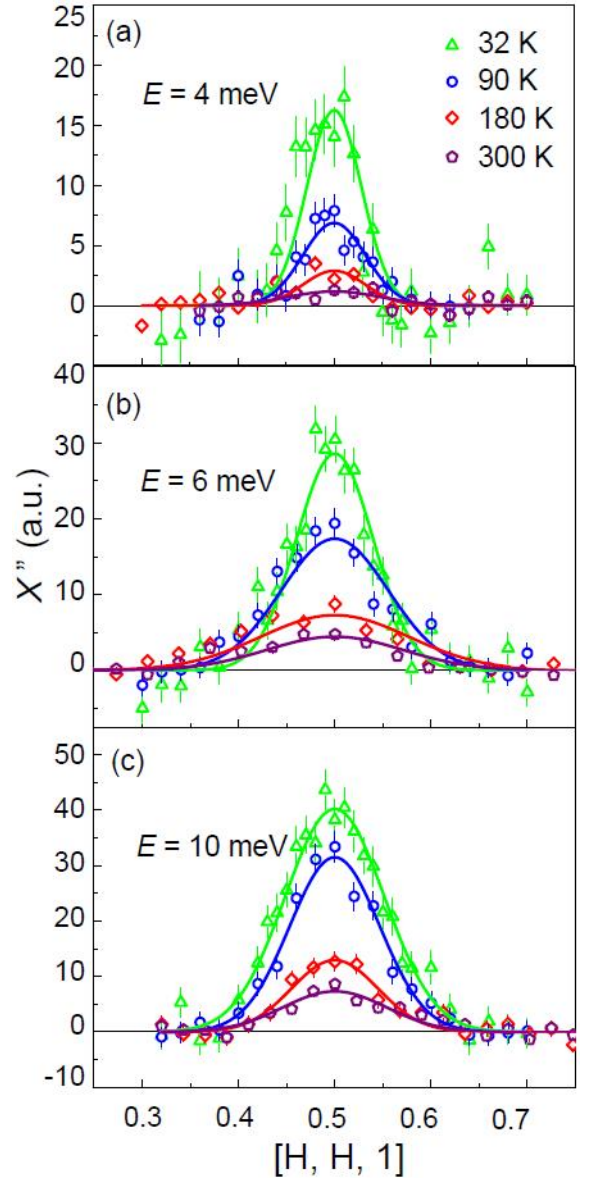 (a)
E = 4 meV
32 K
90 K
180 K
300 K
25
20
15
10
5
0
(b)
E = 6 meV
40
30
20
10
0
χ” (a.u.)
(c)
E = 10 meV
50
40
30
20
10
0
-10
0.3 0.4 0.5 0.6 0.7
[H, H, 1]